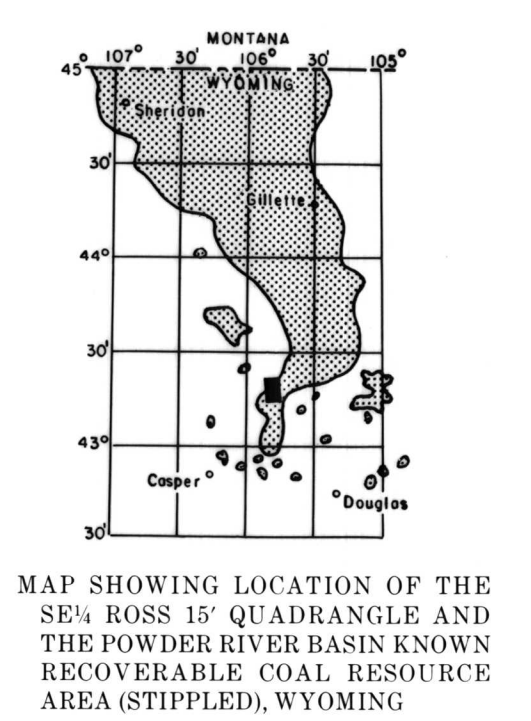 MONTANA
107° 30' 106° 30' 105°
45°
WYOMING
Sheridan
30'
Gillette
44°
30'
43°
Casper
Douglas
30'
MAP SHOWING LOCATION OF THE
SE¼ ROSS 15′ QUADRANGLE AND
THE POWDER RIVER BASIN KNOWN
RECOVERABLE COAL RESOURCE
AREA (STIPPLED), WYOMING